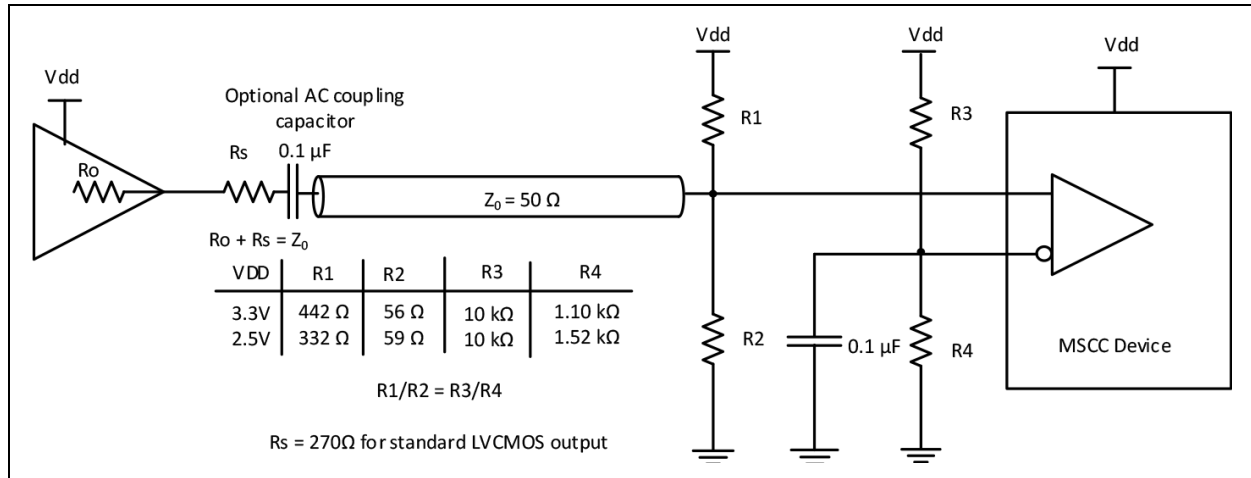 Vdd
Vdd
Vdd
Vdd
Optional AC coupling
capacitor
Rs
0.1 µF
R1
R3
Ro
Z0 = 50 Ω
Ro + Rs = Z0
VDD R1 R2 R3 R4
3.3V 442 Ω 56 Ω 10 kΩ 1.10 kΩ
2.5V 332 Ω 59 Ω 10 kΩ 1.52 kΩ
R2
0.1 µF
R4
MSCC Device
R1/R2 = R3/R4
Rs = 270Ω for standard LVCMOS output